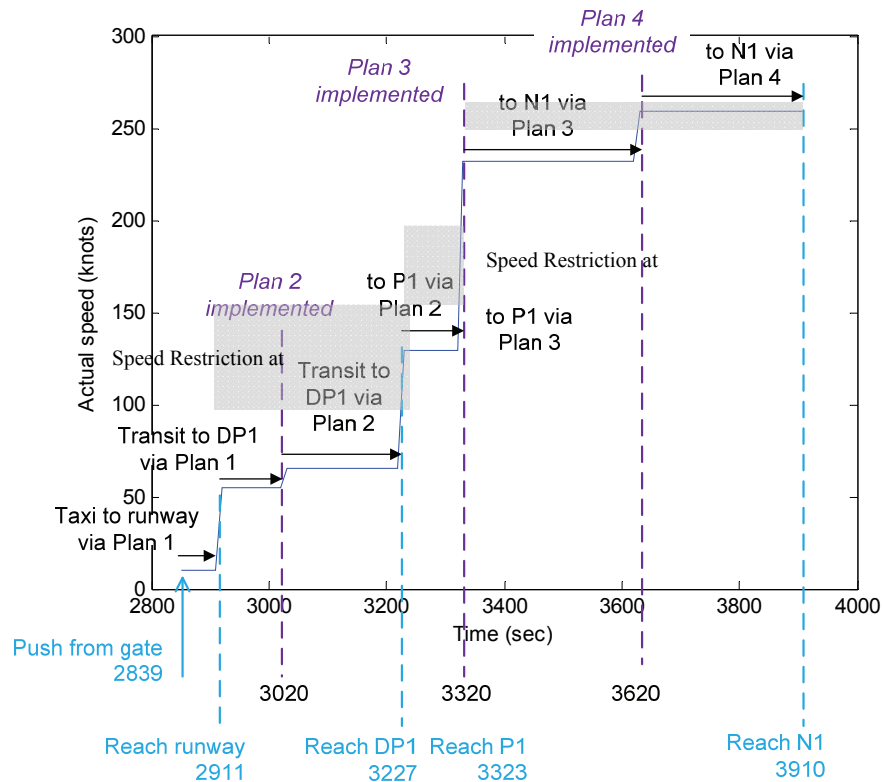 Plan 4
implemented
300
to N1 via
Plan 4
Plan 3
implemented
to N1 via
Plan 3
250
200
Actual speed (knots)
Speed Restriction at
Plan 2
implemented
to P1 via
Plan 2
150
to P1 via
Plan 3
Speed Restriction at
Transit to
DP1 via
Plan 2
100
Transit to DP1
via Plan 1
50
Taxi to runway
via Plan 1
0
2800
3000
3200
3400
3600
3800
4000
Time (sec)
Push from gate
2839
3020
3320
3620
Reach runway
2911
Reach DP1
3227
Reach P1
3323
Reach N1
3910